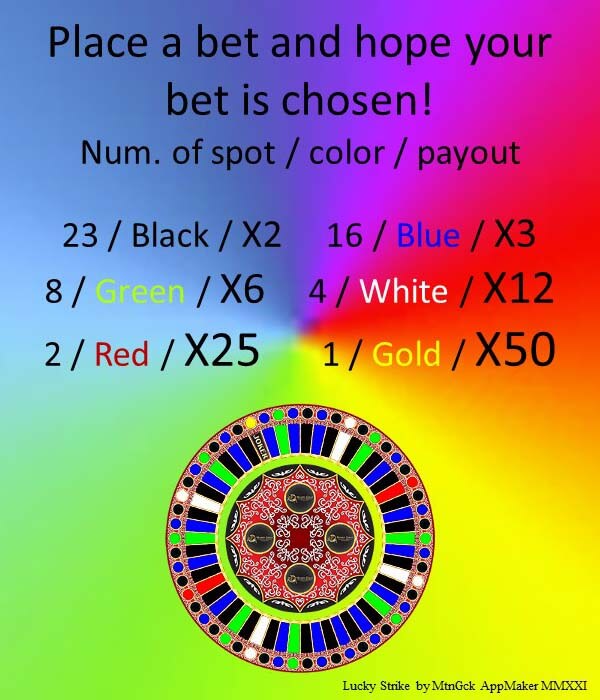 Place a bet and hope your
bet is chosen!
Num. of spot / color / payout
23 / Black / X2 16 / Blue / X3
8 / Green / X6 4 / White / X12
2 / Red / X25 1 / Gold / X50
JOKER
Lucky Strike by MtnGck AppMaker MMXXI